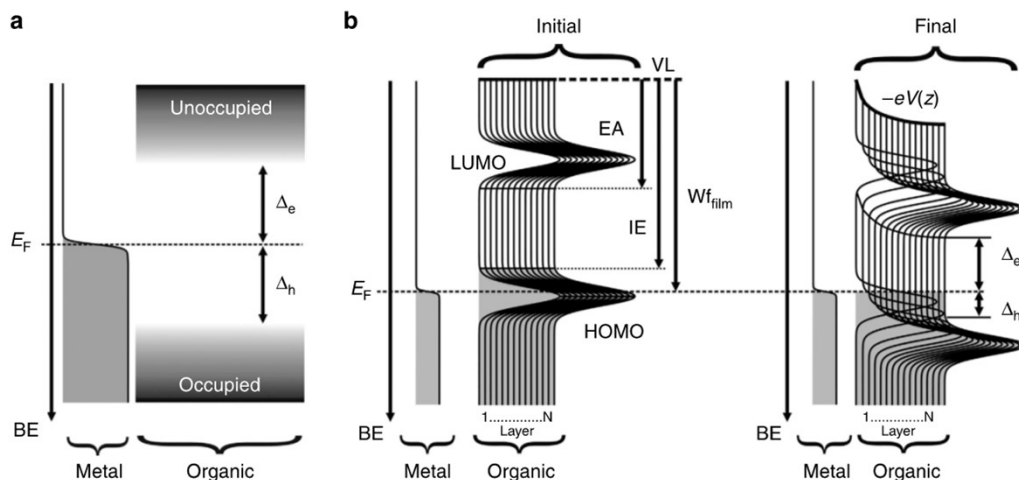 a
Unoccupied
Δe
EF
Δh
Occupied
BE
Metal
Organic
b
Initial
VL
EA
LUMO
Wffilm
IE
EF
HOMO
BE
1.............N
Layer
Metal
Organic
Final
–eV(z)
Δe
Δh
BE
1.............N
Layer
Metal
Organic